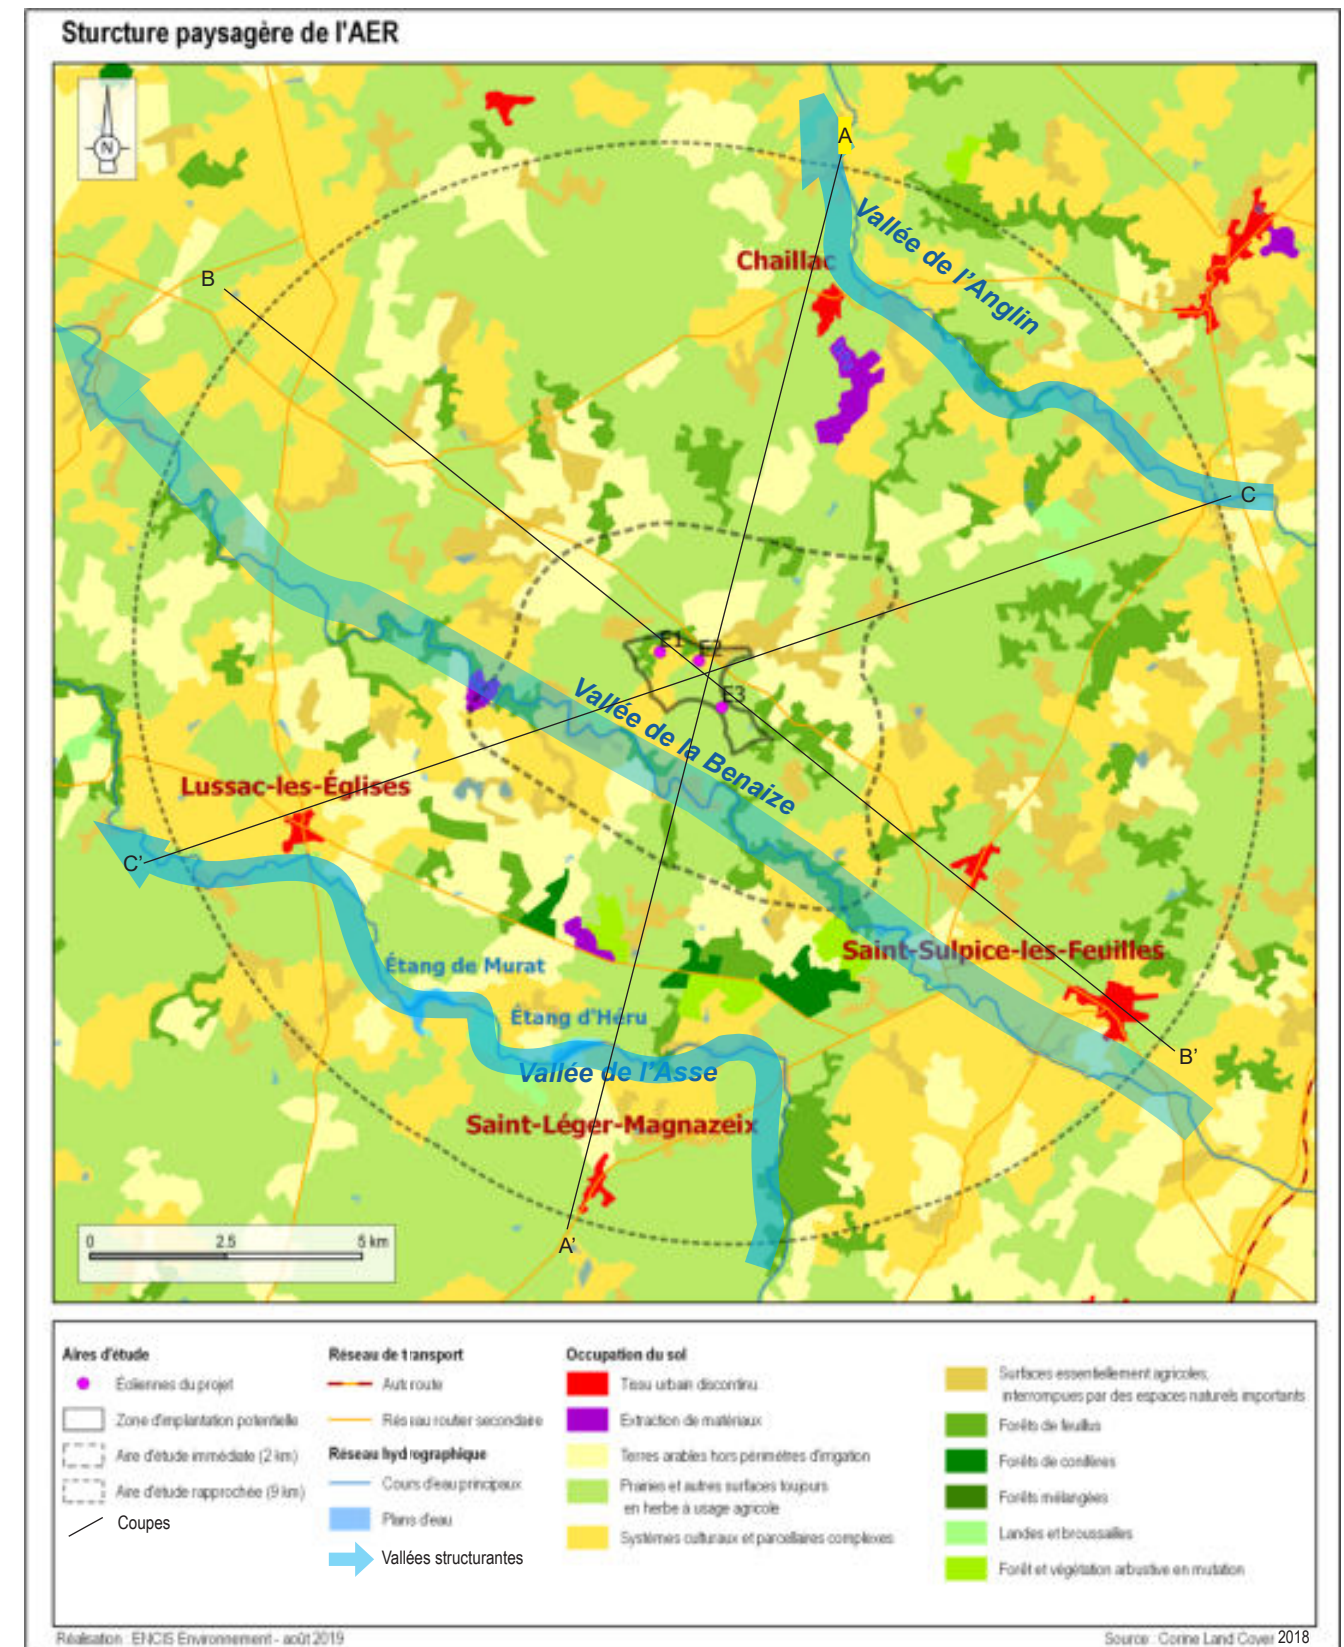 Sturcture paysagère de l'AER
N
A
Vallée de l'Anglin
Chaillac
B
C
E1
E2
E3
Vallée de la Benaize
Lussac-les-Églises
C'
Saint-Sulpice-les-Feuilles
Étang de Murat
Étang d'Héru
B'
Vallée de l'Asse
Saint-Léger-Magnazeix
A'
0 2.5 5 km
Aires d'étude
Éoliennes du projet
Zone d'implantation potentielle
Aire d'étude immédiate (2 km)
Aire d'étude rapprochée (9 km)
Coupes
Réseau de transport
Autoroute
Réseau routier secondaire
Réseau hydrographique
Cours d'eau principaux
Plans d'eau
Vallées structurantes
Occupation du sol
Tissu urbain discontinu
Extraction de matériaux
Terres arables hors périmètres d'irrigation
Prairies et autres surfaces toujours
en herbe à usage agricole
Systèmes culturaux et parcellaires complexes
Surfaces essentiellement agricoles,
interrompues par des espaces naturels importants
Forêts de feuillus
Forêts de conifères
Forêts mélangées
Landes et broussailles
Forêt et végétation arbustive en mutation
Réalisation : ENCIS Environnement - août 2019
Source : Corine Land Cover 2018